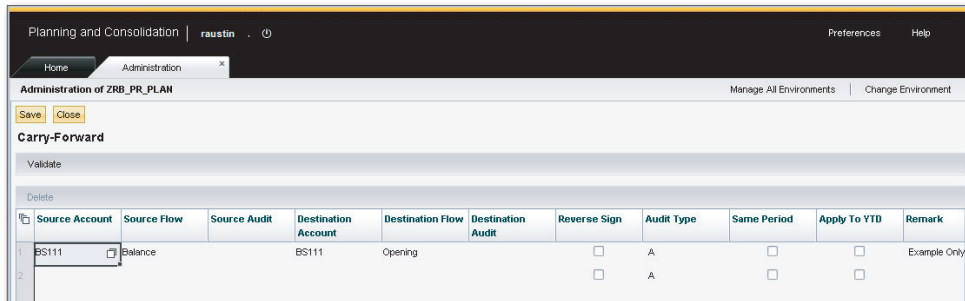 Planning and Consolidation | raustin . Preferences Help
Home Administration ×
Administration of ZRB_PR_PLAN Manage All Environments | Change Environment
Save Close
Carry-Forward
Validate
Delete
Source Account Source Flow Source Audit Destination Account Destination Flow Destination Audit Reverse Sign Audit Type Same Period Apply To YTD Remark
1 BS111 Balance BS111 Opening A Example Only
2 A